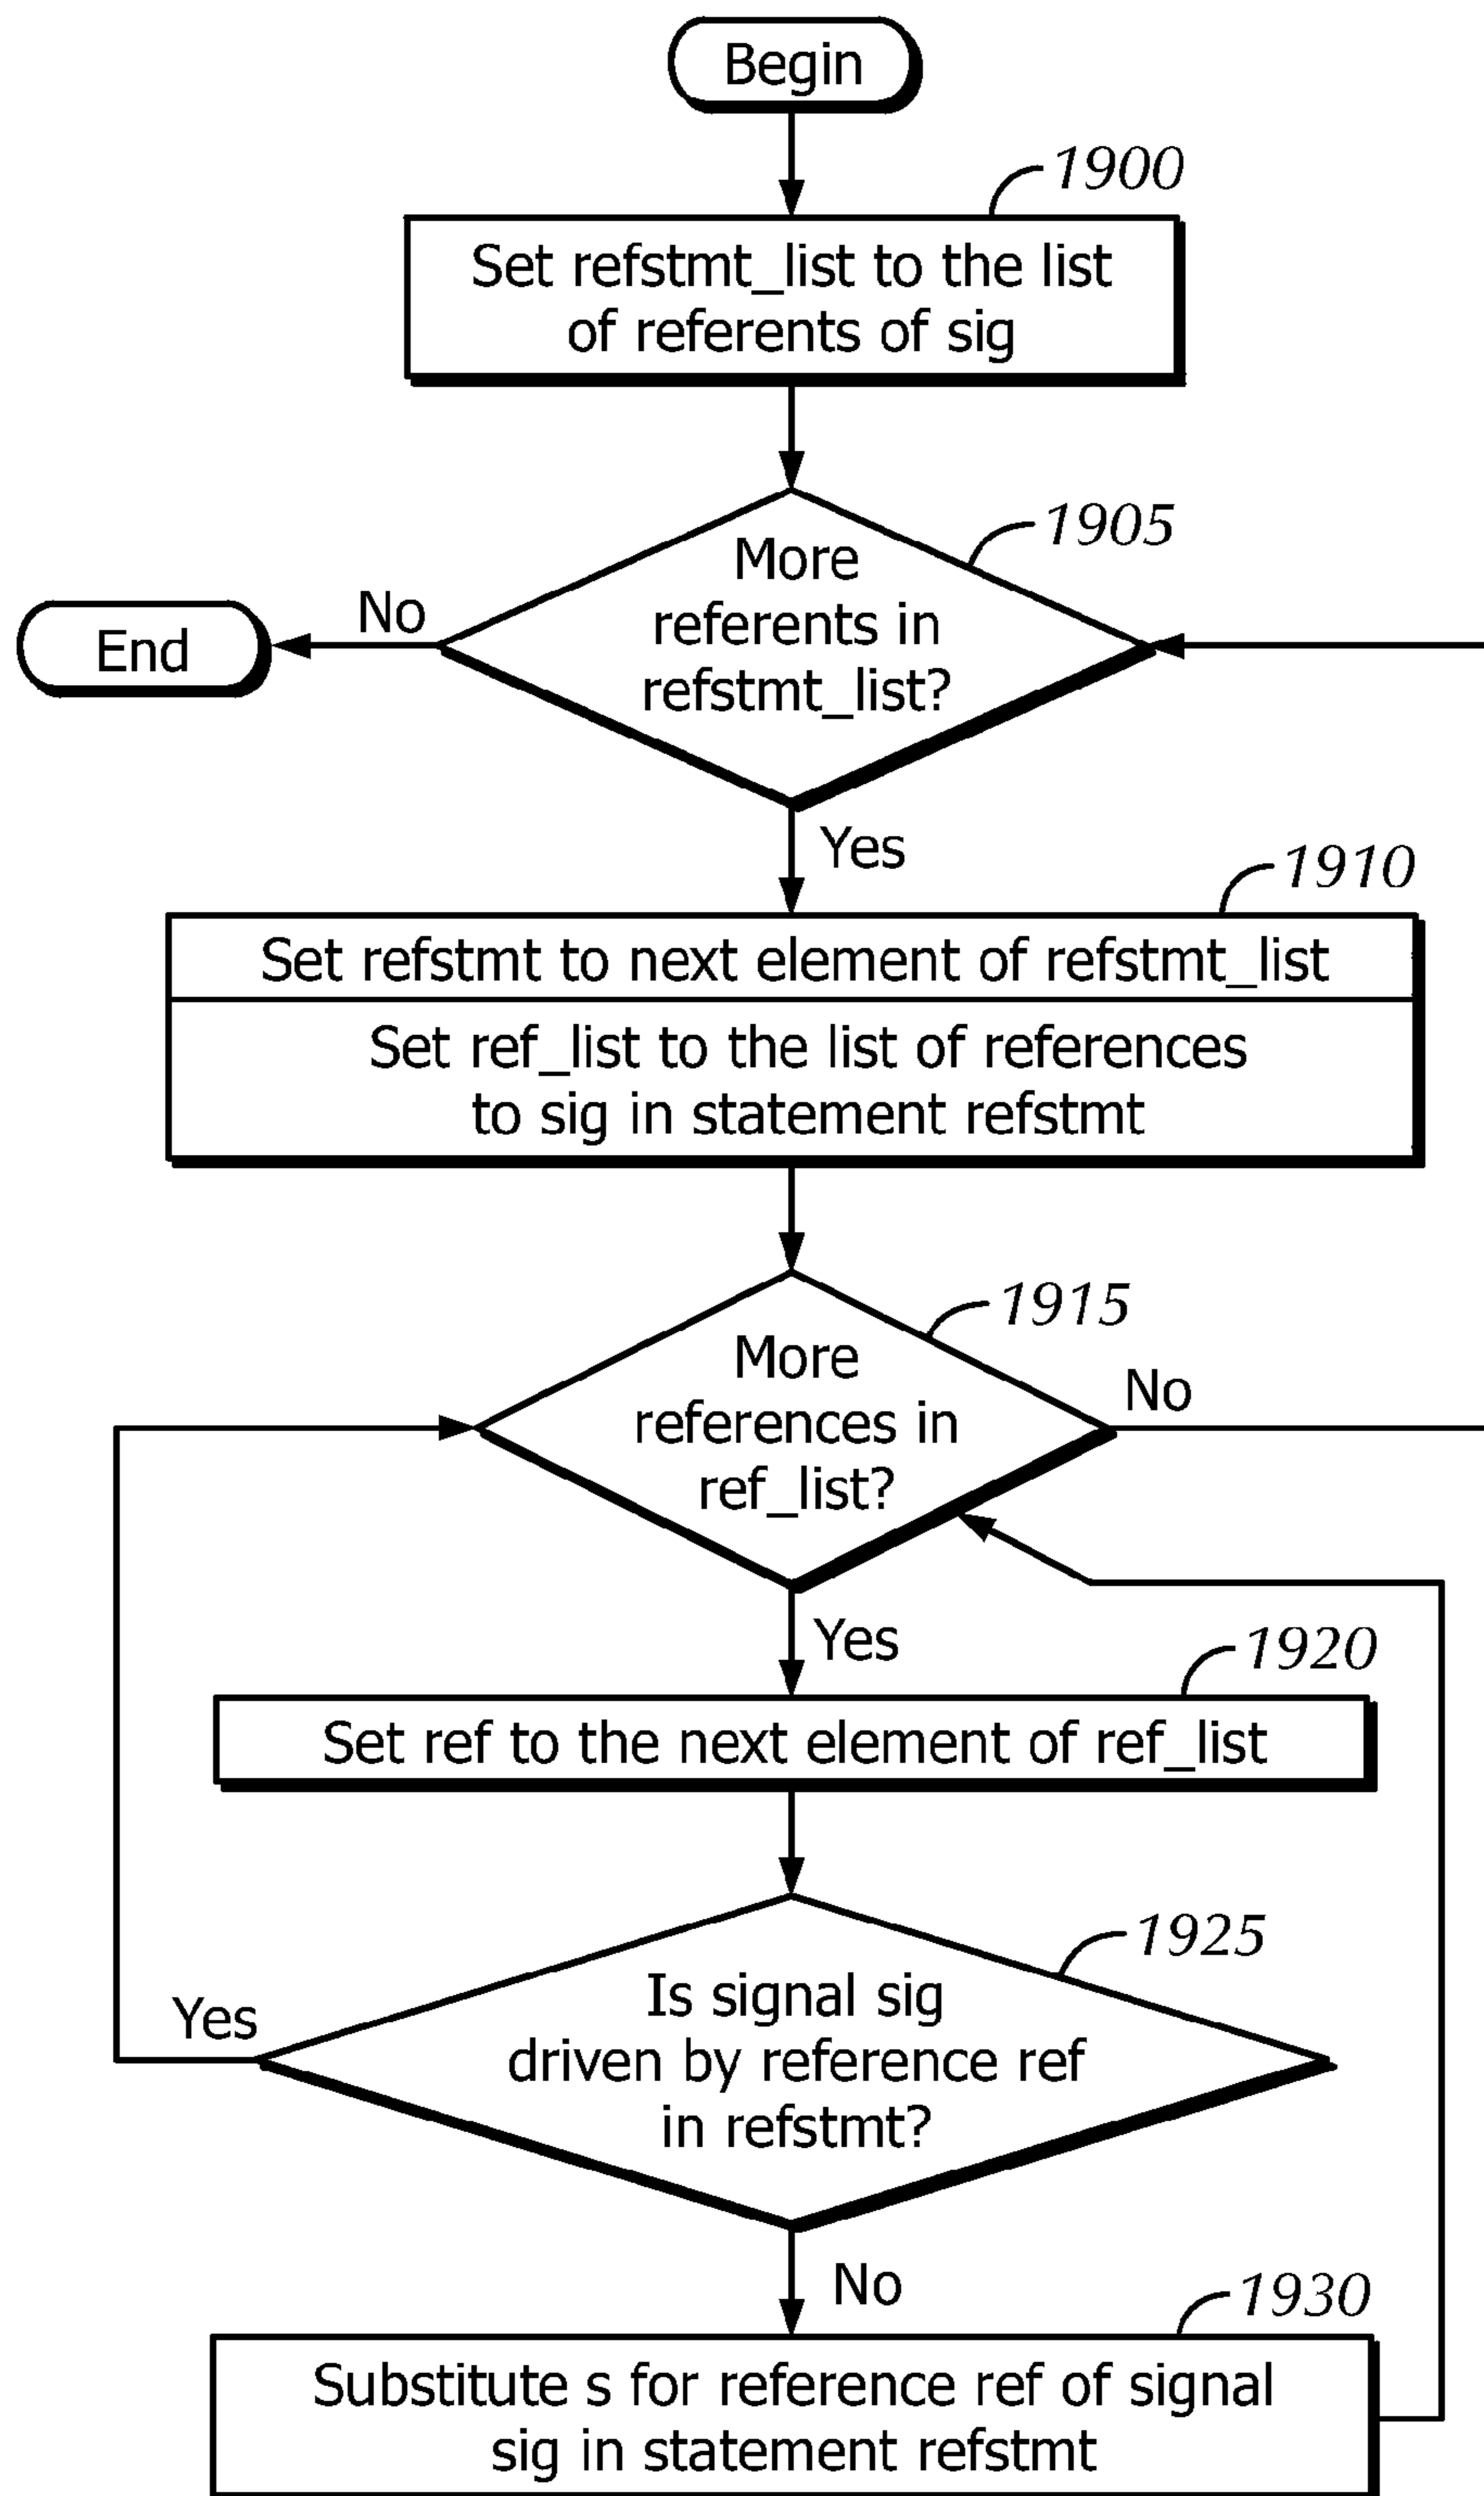 Begin
1900
Set refstmt_list to the list
of referents of sig
1905
More
referents in
refstmt_list?
No
End
Yes
1910
Set refstmt to next element of refstmt_list
Set ref_list to the list of references
to sig in statement refstmt
1915
More
references in
ref_list?
No
Yes
1920
Set ref to the next element of ref_list
1925
Is signal sig
driven by reference ref
in refstmt?
Yes
No
1930
Substitute s for reference ref of signal
sig in statement refstmt